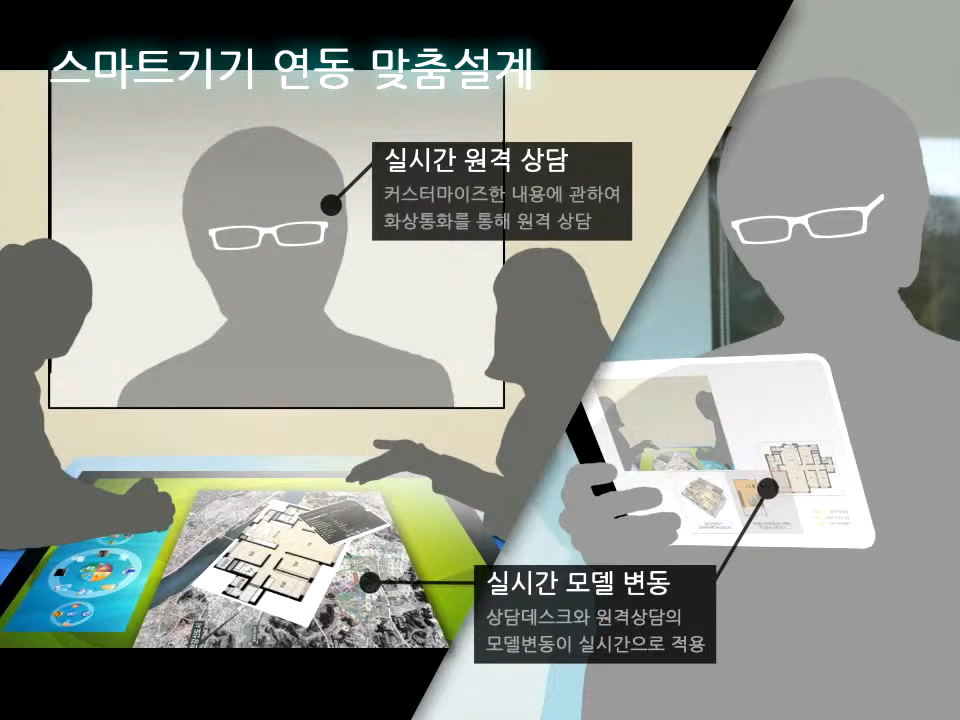 스마트기기 연동 맞춤설계
실시간 원격 상담
커스터마이즈한 내용에 관하여
화상통화를 통해 원격 상담
실시간 모델 변동
상담데스크와 원격상담의
모델변동이 실시간으로 적용